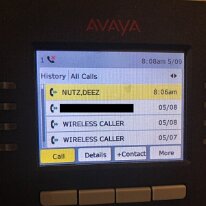 AVAYA
1 8:08am 5/09
History All Calls
NUTZ,DEEZ 8:06am
05/08
WIRELESS CALLER 05/08
WIRELESS CALLER 05/07
Call Details +Contact More